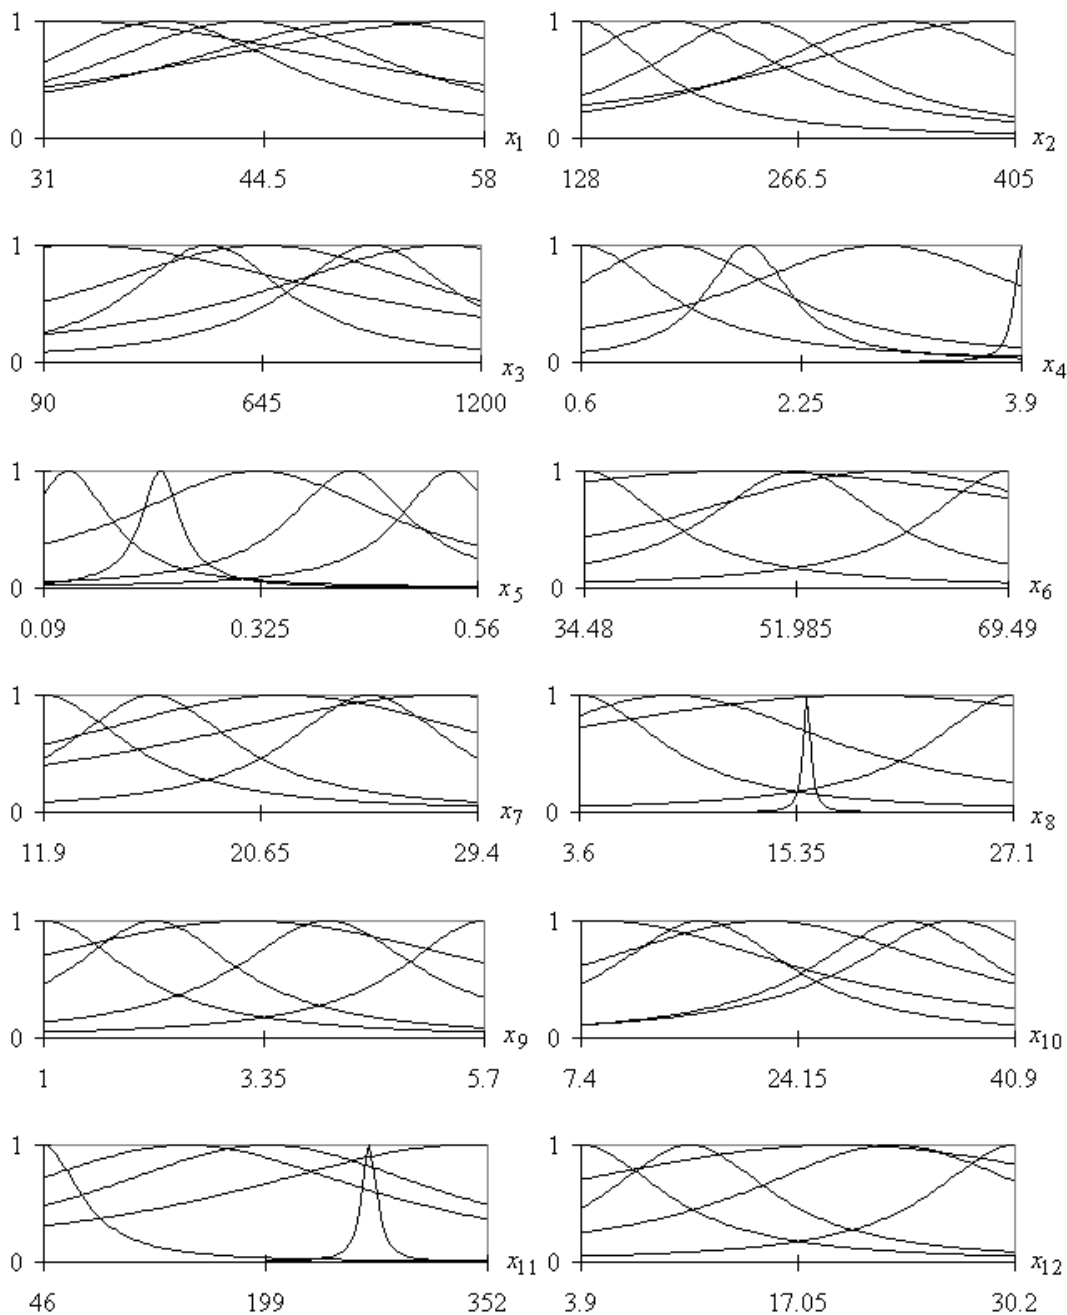 1 1
0 x1 0 x2
31 44.5 58 128 266.5 405
1 1
0 x3 0 x4
90 645 1200 0.6 2.25 3.9
1 1
0 x5 0 x6
0.09 0.325 0.56 34.48 51.985 69.49
1 1
0 x7 0 x8
11.9 20.65 29.4 3.6 15.35 27.1
1 1
0 x9 0 x10
1 3.35 5.7 7.4 24.15 40.9
1 1
0 x11 0 x12
46 199 352 3.9 17.05 30.2